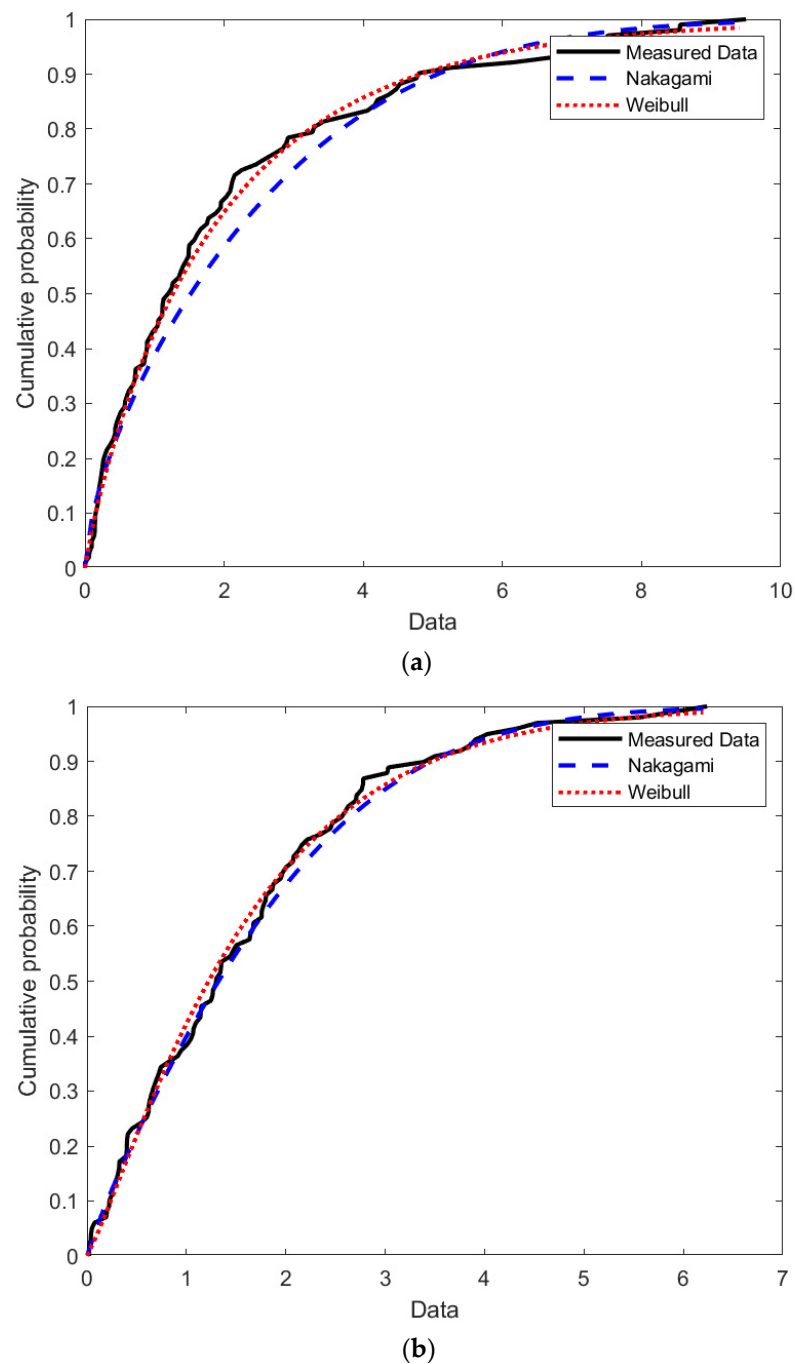 1
0.9
0.8
0.7
0.6
0.5
0.4
0.3
0.2
0.1
0
Cumulative probability
Measured Data
Nakagami
Weibull
0 2 4 6 8 10
Data
(a)
1
0.9
0.8
0.7
0.6
0.5
0.4
0.3
0.2
0.1
0
Cumulative probability
Measured Data
Nakagami
Weibull
0 1 2 3 4 5 6 7
Data
(b)